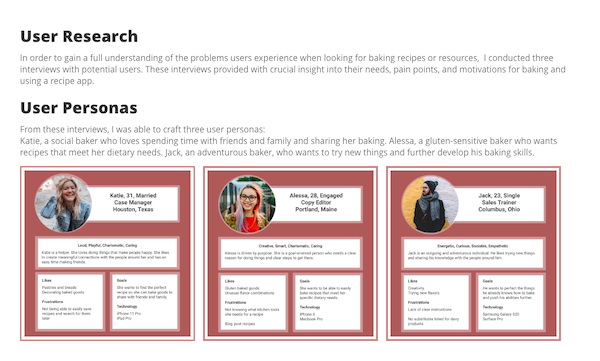 User Research
In order to gain a full understanding of the problems users experience when looking for baking recipes or resources, I conducted three
interviews with potential users. These interviews provided with crucial insight into their needs, pain points, and motivations for baking and
using a recipe app.
User Personas
From these interviews, I was able to craft three user personas:
Katie, a social baker who loves spending time with friends and family and sharing her baking. Alessa, a gluten-sensitive baker who wants
recipes that meet her dietary needs. Jack, an adventurous baker, who wants to try new things and further develop his baking skills.
Katie, 31, Married
Case Manager
Houston, Texas
Local, Playful, Charismatic, Caring
Katie is a helper. She loves doing things that make people happy. She likes
to create meaningful connections with the people around her and has an
easy time making friends.
Likes
Pastries and breads
Decorating baked goods
Frustrations
Not being able to easily save
recipes and search for them
later
Goals
She wants to find the perfect
recipe so she can make goods to
share with friends and family.
Technology
iPhone 11 Pro
iPad Pro
Alessa, 28, Engaged
Copy Editor
Portland, Maine
Creative, Smart, Charismatic, Caring
Alessa is driven by purpose. She is a goal-oriented person who needs a clear
reason for doing things and clear steps to get there.
Likes
Gluten baked goods
Unusual flavor combinations
Frustrations
Not knowing what kitchen tools
she needs for a recipe
Blog post recipes
Goals
She wants to be able to easily
take recipes that meet her
specific dietary needs.
Technology
iPhone 8
Macbook Pro
Jack, 23, Single
Sales Trainer
Columbus, Ohio
Energetic, Curious, Sociable, Empathetic
Jack is an outgoing and adventurous individual. He likes trying new things
and sharing his knowledge with the people around him.
Likes
Creativity
Trying new flavors
Frustrations
Lack of clear instructions
No substitutes listed for dairy
products
Goals
He wants to perfect the things
he already knows how to bake
and push his abilities further.
Technology
Samsung Galaxy S20
Surface Pro